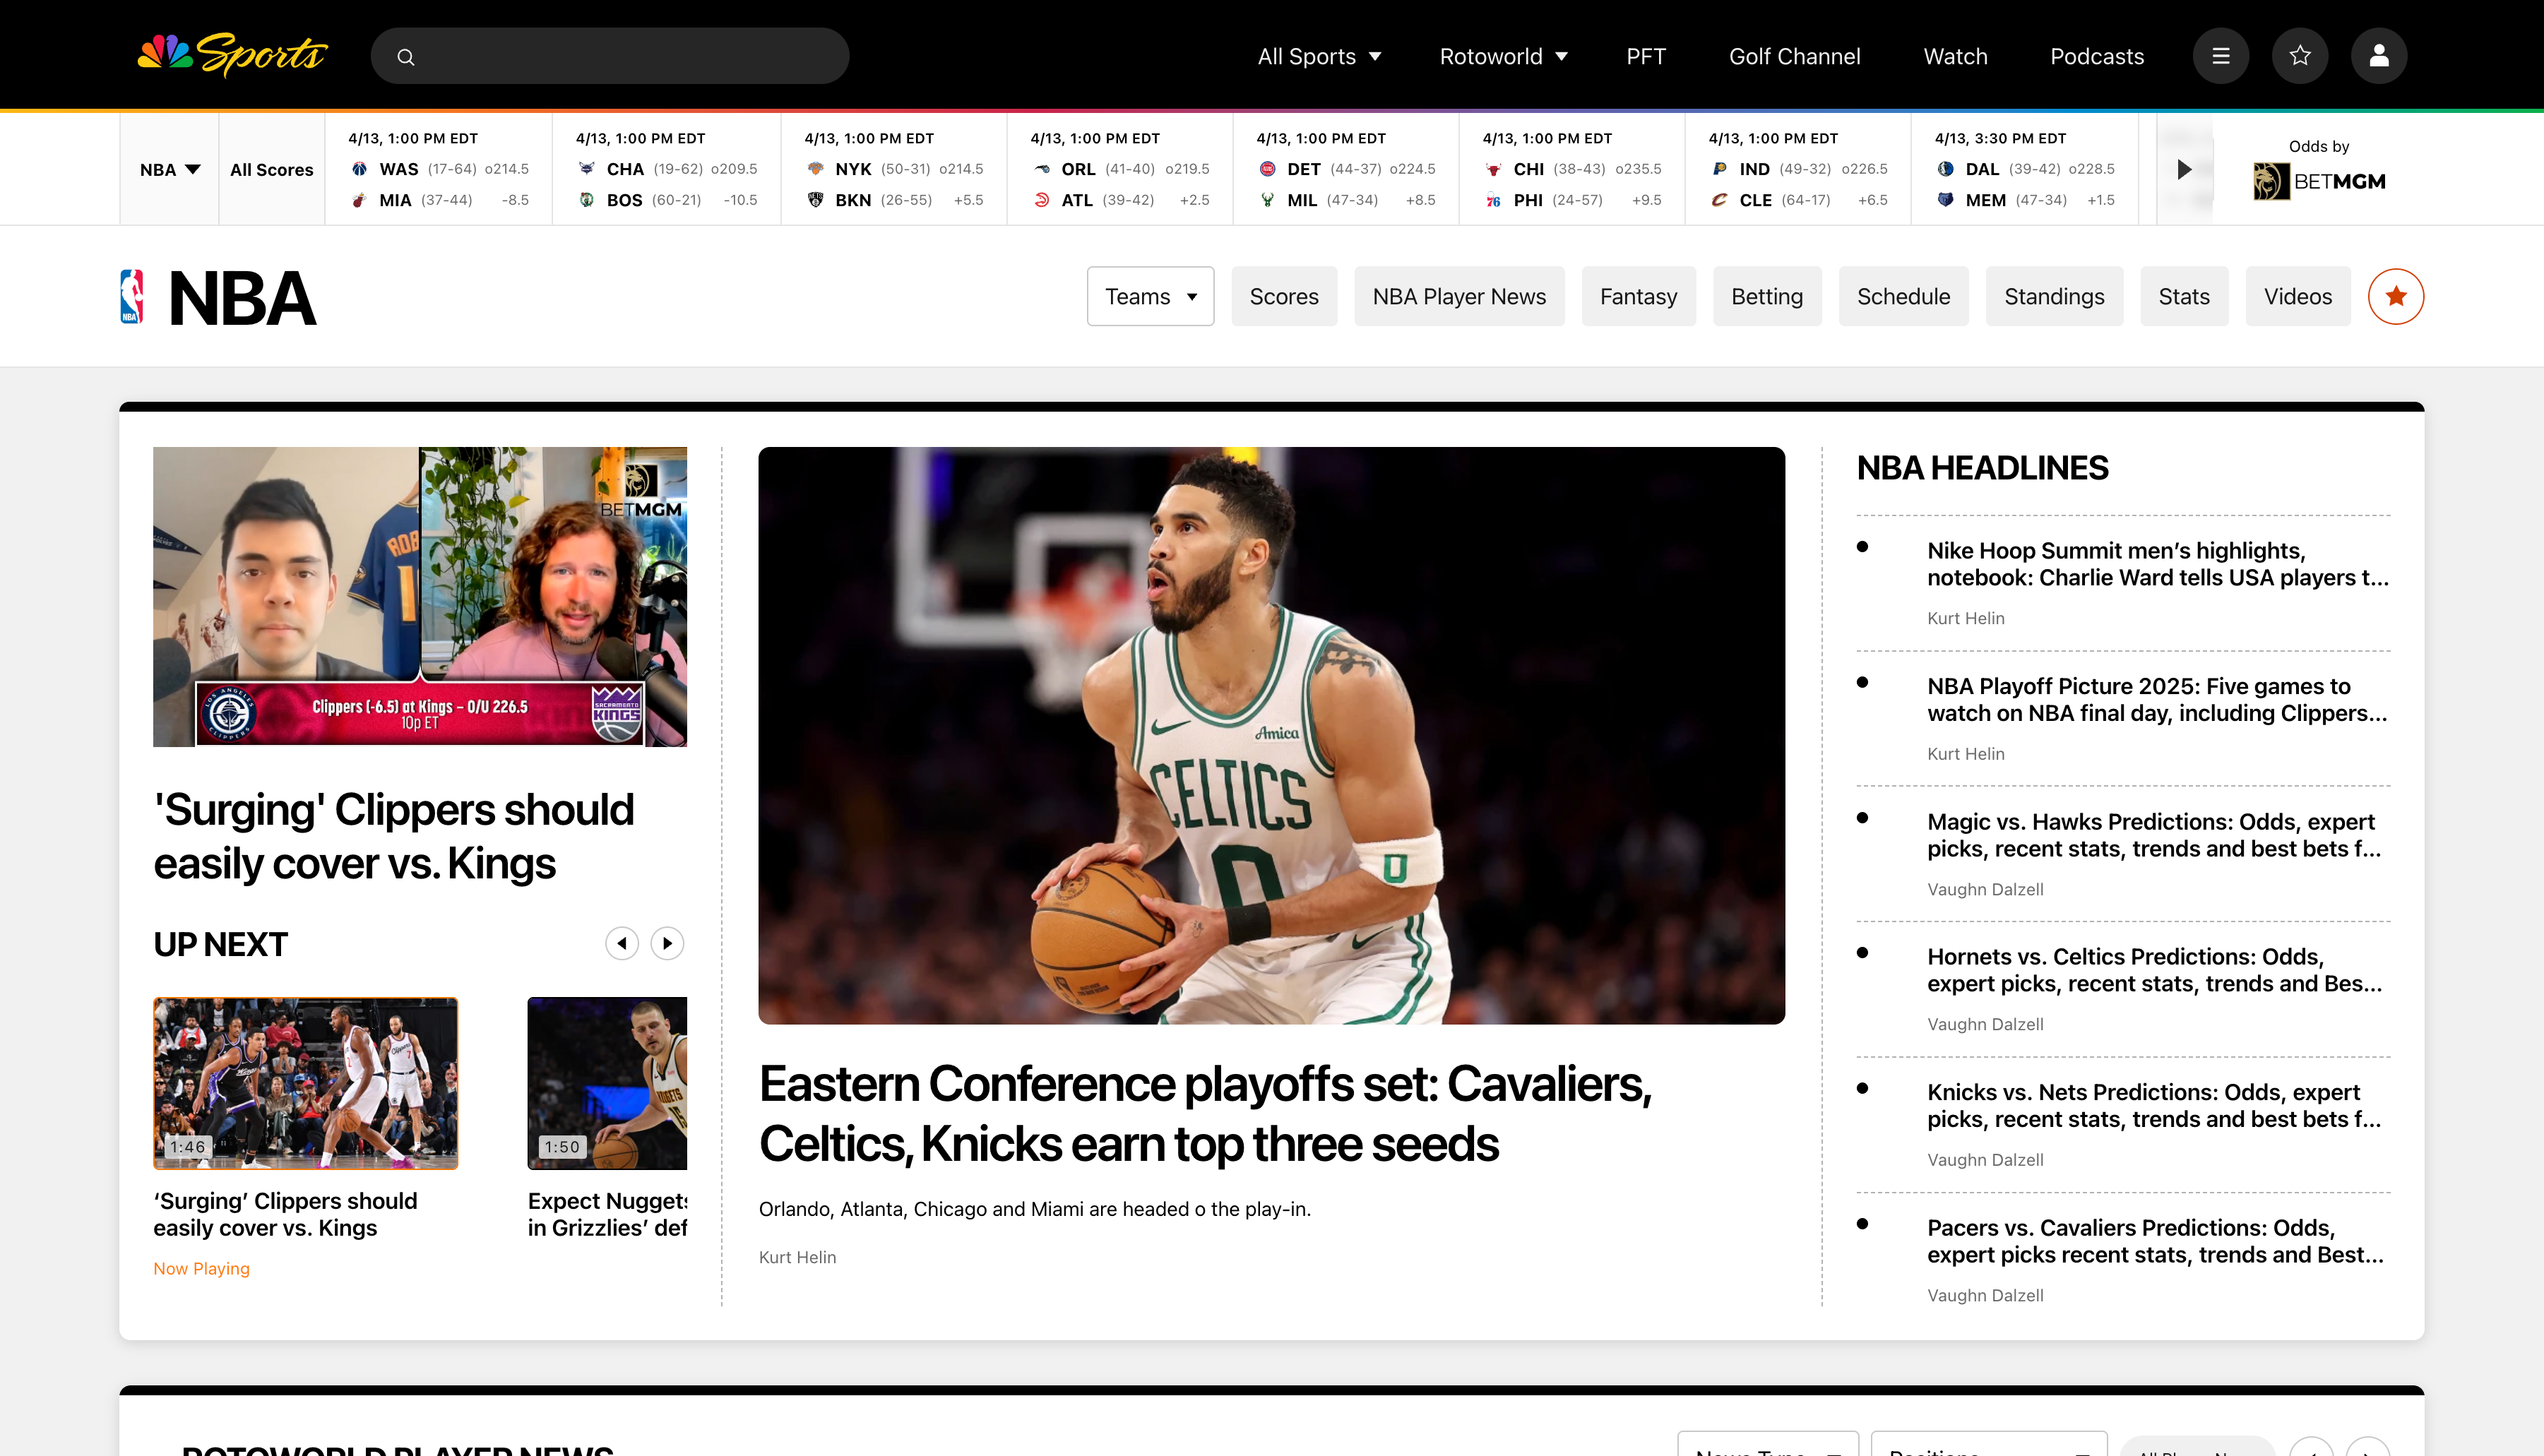 Sports
All Sports
Rotoworld
PFT
Golf Channel
Watch
Podcasts
NBA
All Scores
4/13, 1:00 PM EDT
WAS (17-64) o214.5
MIA (37-44) -8.5
4/13, 1:00 PM EDT
CHA (19-62) o209.5
BOS (60-21) -10.5
4/13, 1:00 PM EDT
NYK (50-31) o214.5
BKN (26-55) +5.5
4/13, 1:00 PM EDT
ORL (41-40) o219.5
ATL (39-42) +2.5
4/13, 1:00 PM EDT
DET (44-37) o224.5
MIL (47-34) +8.5
4/13, 1:00 PM EDT
CHI (38-43) o235.5
PHI (24-57) +9.5
4/13, 1:00 PM EDT
IND (49-32) o226.5
CLE (64-17) +6.5
4/13, 3:30 PM EDT
DAL (39-42) o228.5
MEM (47-34) +1.5
Odds by
BETMGM
NBA
NBA
Teams
Scores
NBA Player News
Fantasy
Betting
Schedule
Standings
Stats
Videos
BETMGM
ROB
LOS ANGELES
CLIPPERS
Clippers (-6.5) at Kings – O/U 226.5
10p ET
SACRAMENTO
KINGS
'Surging' Clippers should
easily cover vs. Kings
UP NEXT
1:46
‘Surging’ Clippers should
easily cover vs. Kings
Now Playing
NUGGETS
15
1:50
Expect Nuggets
in Grizzlies’ def
Amica
CELTICS
0
0
Eastern Conference playoffs set: Cavaliers,
Celtics, Knicks earn top three seeds
Orlando, Atlanta, Chicago and Miami are headed o the play-in.
Kurt Helin
NBA HEADLINES
Nike Hoop Summit men’s highlights,
notebook: Charlie Ward tells USA players t...
Kurt Helin
NBA Playoff Picture 2025: Five games to
watch on NBA final day, including Clippers...
Kurt Helin
Magic vs. Hawks Predictions: Odds, expert
picks, recent stats, trends and best bets f...
Vaughn Dalzell
Hornets vs. Celtics Predictions: Odds,
expert picks, recent stats, trends and Bes...
Vaughn Dalzell
Knicks vs. Nets Predictions: Odds, expert
picks, recent stats, trends and best bets f...
Vaughn Dalzell
Pacers vs. Cavaliers Predictions: Odds,
expert picks recent stats, trends and Best...
Vaughn Dalzell
ROTOWORLD PLAYER NEWS
News Type
Positions